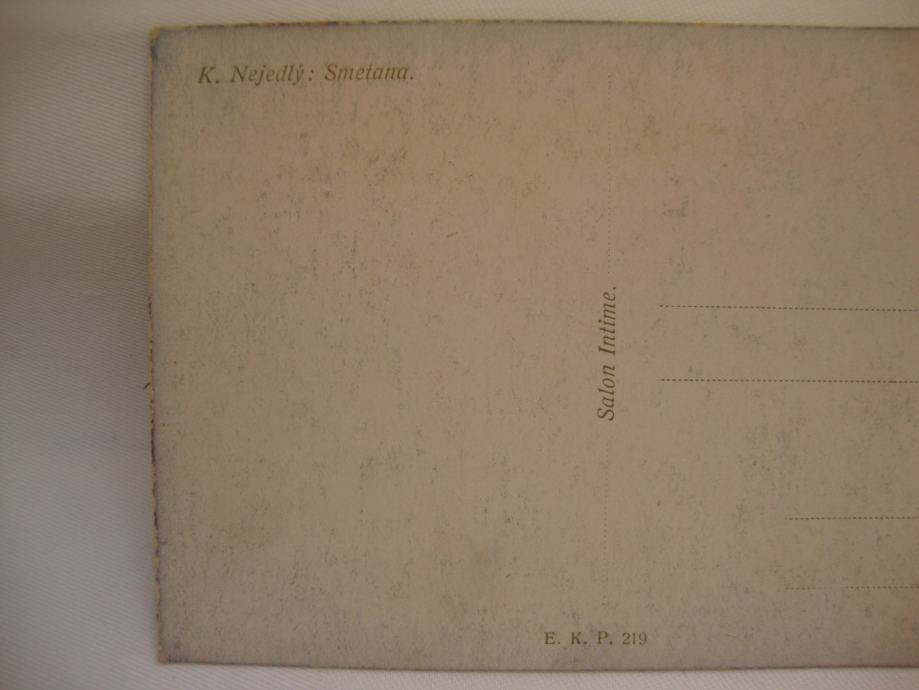 K. Nejedlý: Smetana.
Salon Intime.
E. K. P. 219